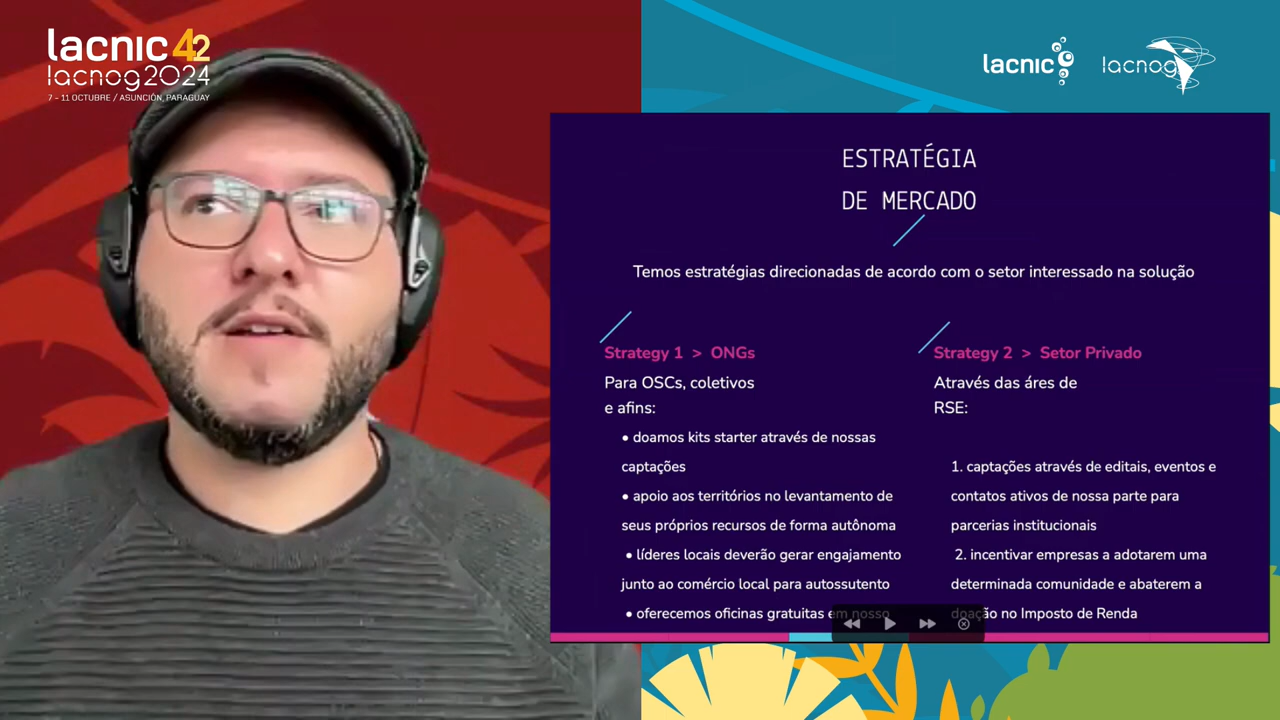 lacnic 42
lacnog2024
7 - 11 OCTUBRE / ASUNCIÓN, PARAGUAY
lacnic
lacnog
ESTRATÉGIA
DE MERCADO
Temos estratégias direcionadas de acordo com o setor interessado na solução
Strategy 1 > ONGs
Para OSCs, coletivos
e afins:
• doamos kits starter através de nossas
captações
• apoio aos territórios no levantamento de
seus próprios recursos de forma autônoma
• líderes locais deverão gerar engajamento
junto ao comércio local para autossutento
• oferecemos oficinas gratuitas em nosso
Strategy 2 > Setor Privado
Através das áres de
RSE:
1. captações através de editais, eventos e
contatos ativos de nossa parte para
parcerias institucionais
2. incentivar empresas a adotarem uma
determinada comunidade e abaterem a
doação no Imposto de Renda